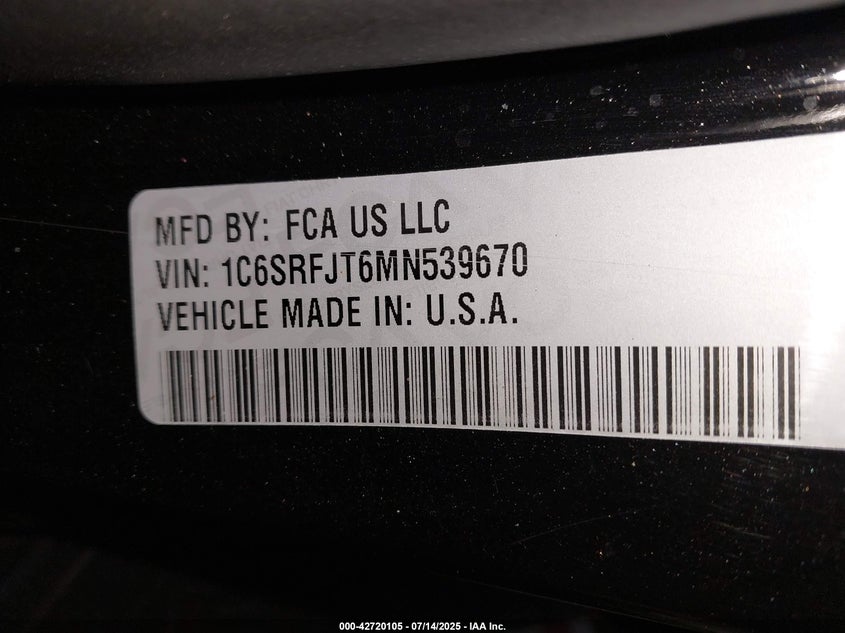 MFD BY: FCA US LLC
VIN: 1C6SRFJT6MN539670
VEHICLE MADE IN: U.S.A.
000-42720105 - 07/14/2025 - IAA Inc.